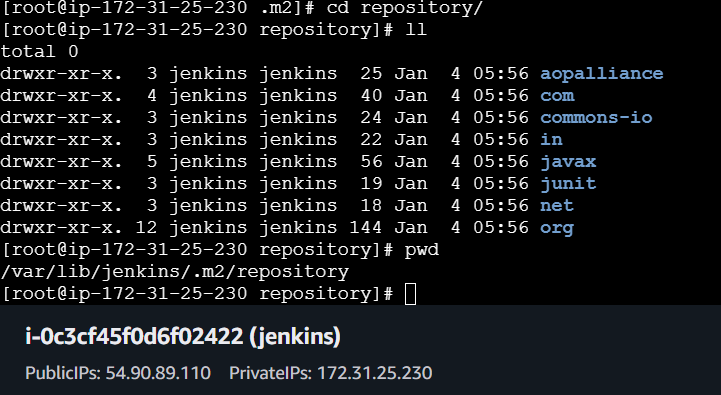 [root@ip-172-31-25-230 .m2]# cd repository/
[root@ip-172-31-25-230 repository]# ll
total 0
drwxr-xr-x.  3 jenkins jenkins  25 Jan  4 05:56 aopalliance
drwxr-xr-x.  4 jenkins jenkins  40 Jan  4 05:56 com
drwxr-xr-x.  3 jenkins jenkins  24 Jan  4 05:56 commons-io
drwxr-xr-x.  3 jenkins jenkins  22 Jan  4 05:56 in
drwxr-xr-x.  5 jenkins jenkins  56 Jan  4 05:56 javax
drwxr-xr-x.  3 jenkins jenkins  19 Jan  4 05:56 junit
drwxr-xr-x.  3 jenkins jenkins  18 Jan  4 05:56 net
drwxr-xr-x. 12 jenkins jenkins 144 Jan  4 05:56 org
[root@ip-172-31-25-230 repository]# pwd
/var/lib/jenkins/.m2/repository
[root@ip-172-31-25-230 repository]#
i-0c3cf45f0d6f02422 (jenkins)
PublicIPs: 54.90.89.110 PrivateIPs: 172.31.25.230